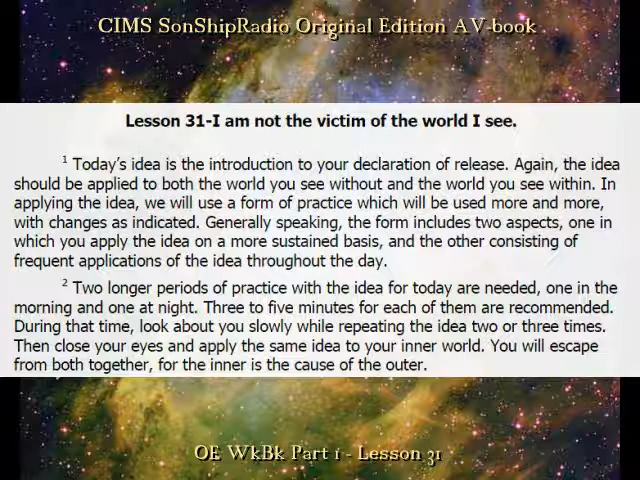 CIMS SonShipRadio Original Edition AV-book
Lesson 31-I am not the victim of the world I see.
1 Today's idea is the introduction to your declaration of release. Again, the idea
should be applied to both the world you see without and the world you see within. In
applying the idea, we will use a form of practice which will be used more and more,
with changes as indicated. Generally speaking, the form includes two aspects, one in
which you apply the idea on a more sustained basis, and the other consisting of
frequent applications of the idea throughout the day.
2 Two longer periods of practice with the idea for today are needed, one in the
morning and one at night. Three to five minutes for each of them are recommended.
During that time, look about you slowly while repeating the idea two or three times.
Then close your eyes and apply the same idea to your inner world. You will escape
from both together, for the inner is the cause of the outer.
OE WkBk Part 1 - Lesson 31